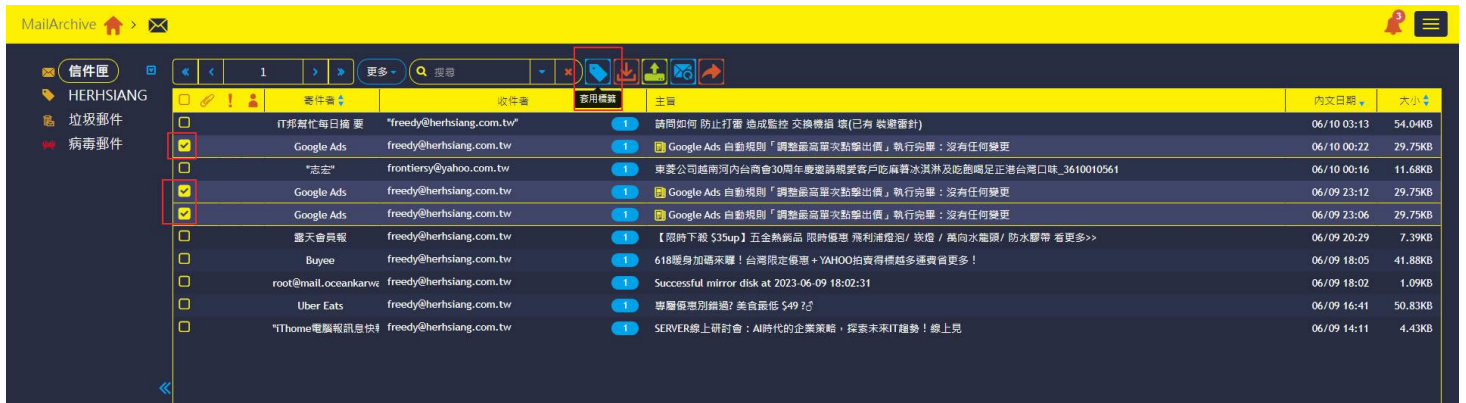 MailArchive >
3
信件匣
HERHSIANG
垃圾郵件
病毒郵件
« < 1 > » 更多 搜尋
套用標籤
寄件者 收件者 主旨 內文日期 大小
iT邦幫忙每日摘 要 "freedy@herhsiang.com.tw" 1 請問如何 防止打雷 造成監控 交換機損 壞(已有 裝避雷針) 06/10 03:13 54.04KB
Google Ads freedy@herhsiang.com.tw 1 Google Ads 自動規則「調整最高單次點擊出價」執行完畢：沒有任何變更 06/10 00:22 29.75KB
"志宏" frontiersy@yahoo.com.tw 1 東菱公司越南河內台商會30周年慶邀請親愛客戶吃麻薯冰淇淋及吃飽喝足正港台灣口味_3610010561 06/10 00:16 11.68KB
Google Ads freedy@herhsiang.com.tw 1 Google Ads 自動規則「調整最高單次點擊出價」執行完畢：沒有任何變更 06/09 23:12 29.75KB
Google Ads freedy@herhsiang.com.tw 1 Google Ads 自動規則「調整最高單次點擊出價」執行完畢：沒有任何變更 06/09 23:06 29.75KB
露天會員報 freedy@herhsiang.com.tw 1 【限時下殺 $35up】五金熱銷品 限時優惠 飛利浦燈泡/ 崁燈 / 萬向水龍頭/ 防水膠帶 看更多>> 06/09 20:29 7.39KB
Buyee freedy@herhsiang.com.tw 1 618暖身加碼來囉！台灣限定優惠+YAHOO拍賣得標越多運費省更多！ 06/09 18:05 41.88KB
root@mail.oceankarwa freedy@herhsiang.com.tw 1 Successful mirror disk at 2023-06-09 18:02:31 06/09 18:02 1.09KB
Uber Eats freedy@herhsiang.com.tw 1 專屬優惠別錯過? 美食最低 $49 ?♂ 06/09 16:41 50.83KB
"iThome電腦報訊息快 freedy@herhsiang.com.tw 1 SERVER線上研討會：AI時代的企業策略，探索未來IT趨勢！線上見 06/09 14:11 4.43KB
«